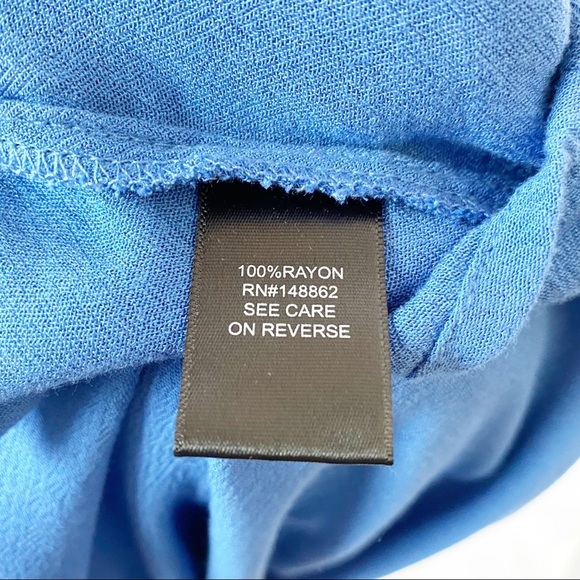 100%RAYON
RN#148862
SEE CARE
ON REVERSE